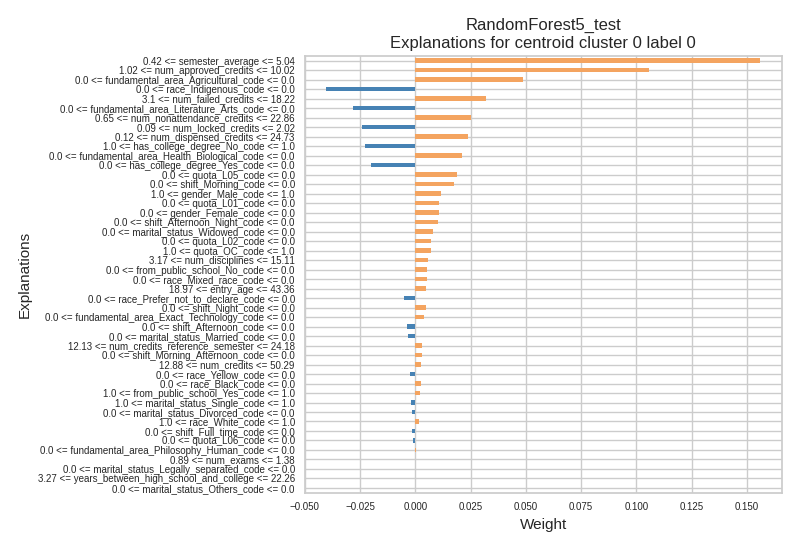 RandomForest5_test
Explanations for centroid cluster 0 label 0
Explanations
0.42 <= semester_average <= 5.04
1.02 <= num_approved_credits <= 10.02
0.0 <= fundamental_area_Agricultural_code <= 0.0
0.0 <= race_Indigenous_code <= 0.0
3.1 <= num_failed_credits <= 18.22
0.0 <= fundamental_area_Literature_Arts_code <= 0.0
0.65 <= num_nonattendance_credits <= 22.86
0.09 <= num_locked_credits <= 2.02
0.12 <= num_dispensed_credits <= 24.73
1.0 <= has_college_degree_No_code <= 1.0
0.0 <= fundamental_area_Health_Biological_code <= 0.0
0.0 <= has_college_degree_Yes_code <= 0.0
0.0 <= quota_L05_code <= 0.0
0.0 <= shift_Morning_code <= 0.0
1.0 <= gender_Male_code <= 1.0
0.0 <= quota_L01_code <= 0.0
0.0 <= gender_Female_code <= 0.0
0.0 <= shift_Afternoon_Night_code <= 0.0
0.0 <= marital_status_Widowed_code <= 0.0
0.0 <= quota_L02_code <= 0.0
1.0 <= quota_OC_code <= 1.0
3.17 <= num_disciplines <= 15.11
0.0 <= from_public_school_No_code <= 0.0
0.0 <= race_Mixed_race_code <= 0.0
18.97 <= entry_age <= 43.36
0.0 <= race_Prefer_not_to_declare_code <= 0.0
0.0 <= shift_Night_code <= 0.0
0.0 <= fundamental_area_Exact_Technology_code <= 0.0
0.0 <= shift_Afternoon_code <= 0.0
0.0 <= marital_status_Married_code <= 0.0
12.13 <= num_credits_reference_semester <= 24.18
0.0 <= shift_Morning_Afternoon_code <= 0.0
12.88 <= num_credits <= 50.29
0.0 <= race_Yellow_code <= 0.0
0.0 <= race_Black_code <= 0.0
1.0 <= from_public_school_Yes_code <= 1.0
1.0 <= marital_status_Single_code <= 1.0
0.0 <= marital_status_Divorced_code <= 0.0
1.0 <= race_White_code <= 1.0
0.0 <= shift_Full_time_code <= 0.0
0.0 <= quota_L06_code <= 0.0
0.0 <= fundamental_area_Philosophy_Human_code <= 0.0
0.89 <= num_exams <= 1.38
0.0 <= marital_status_Legally_separated_code <= 0.0
3.27 <= years_between_high_school_and_college <= 22.26
0.0 <= marital_status_Others_code <= 0.0
−0.050 −0.025 0.000 0.025 0.050 0.075 0.100 0.125 0.150
Weight